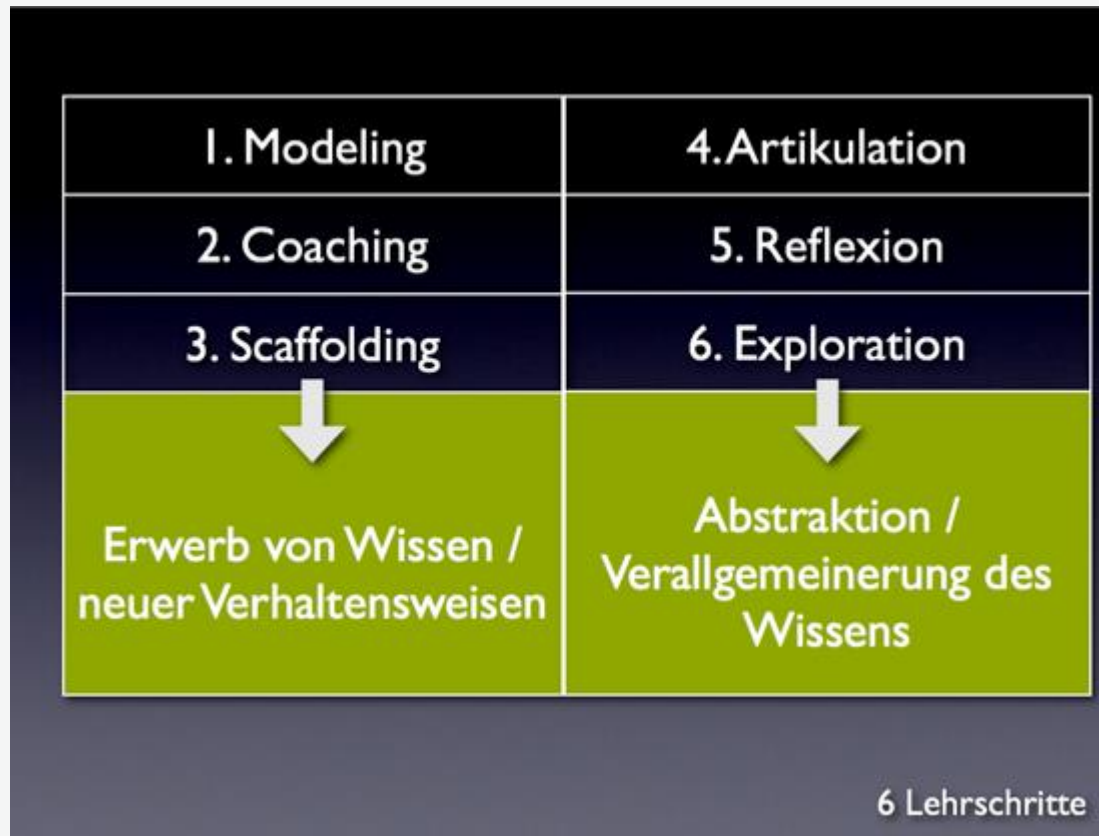 1. Modeling
2. Coaching
3. Scaffolding
Erwerb von Wissen /
neuer Verhaltensweisen
4. Artikulation
5. Reflexion
6. Exploration
Abstraktion /
Verallgemeinerung des
Wissens
6 Lehrschritte